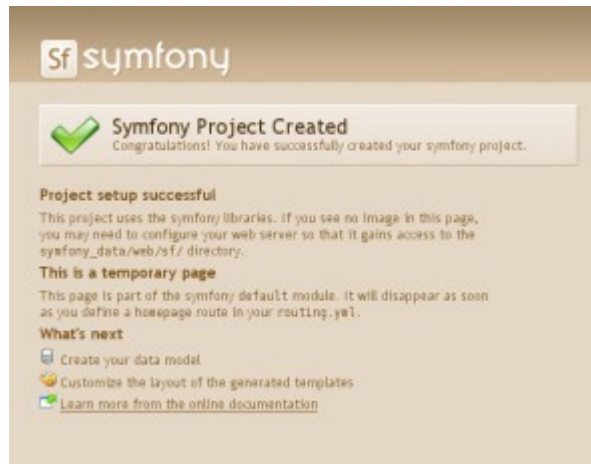 Sf symfony
Symfony Project Created
Congratulations! You have successfully created your symfony project.
Project setup successful
This project uses the symfony libraries. If you see no image in this page,
you may need to configure your web server so that it gains access to the
symfony_data/web/sf/ directory.
This is a temporary page
This page is part of the symfony default module. It will disappear as soon
as you define a homepage route in your routing.yml.
What's next
Create your data model
Customize the layout of the generated templates
Learn more from the online documentation